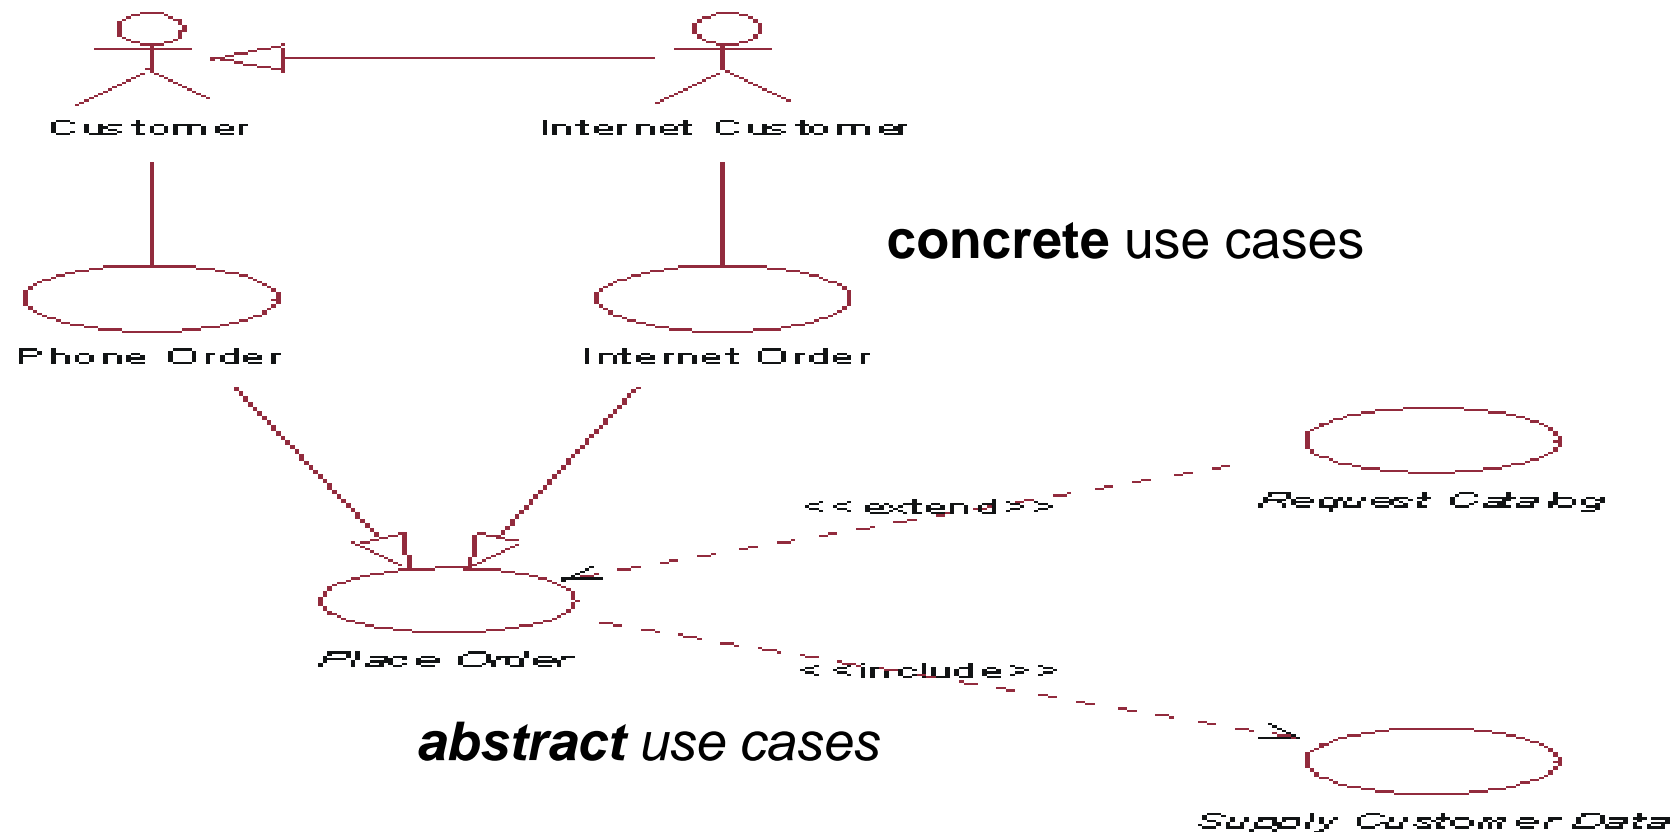 Customer
Internet Customer
concrete use cases
Phone Order
Internet Order
Request Catalog
<<extend>>
Place Order
<<include>>
abstract use cases
Supply Customer Data